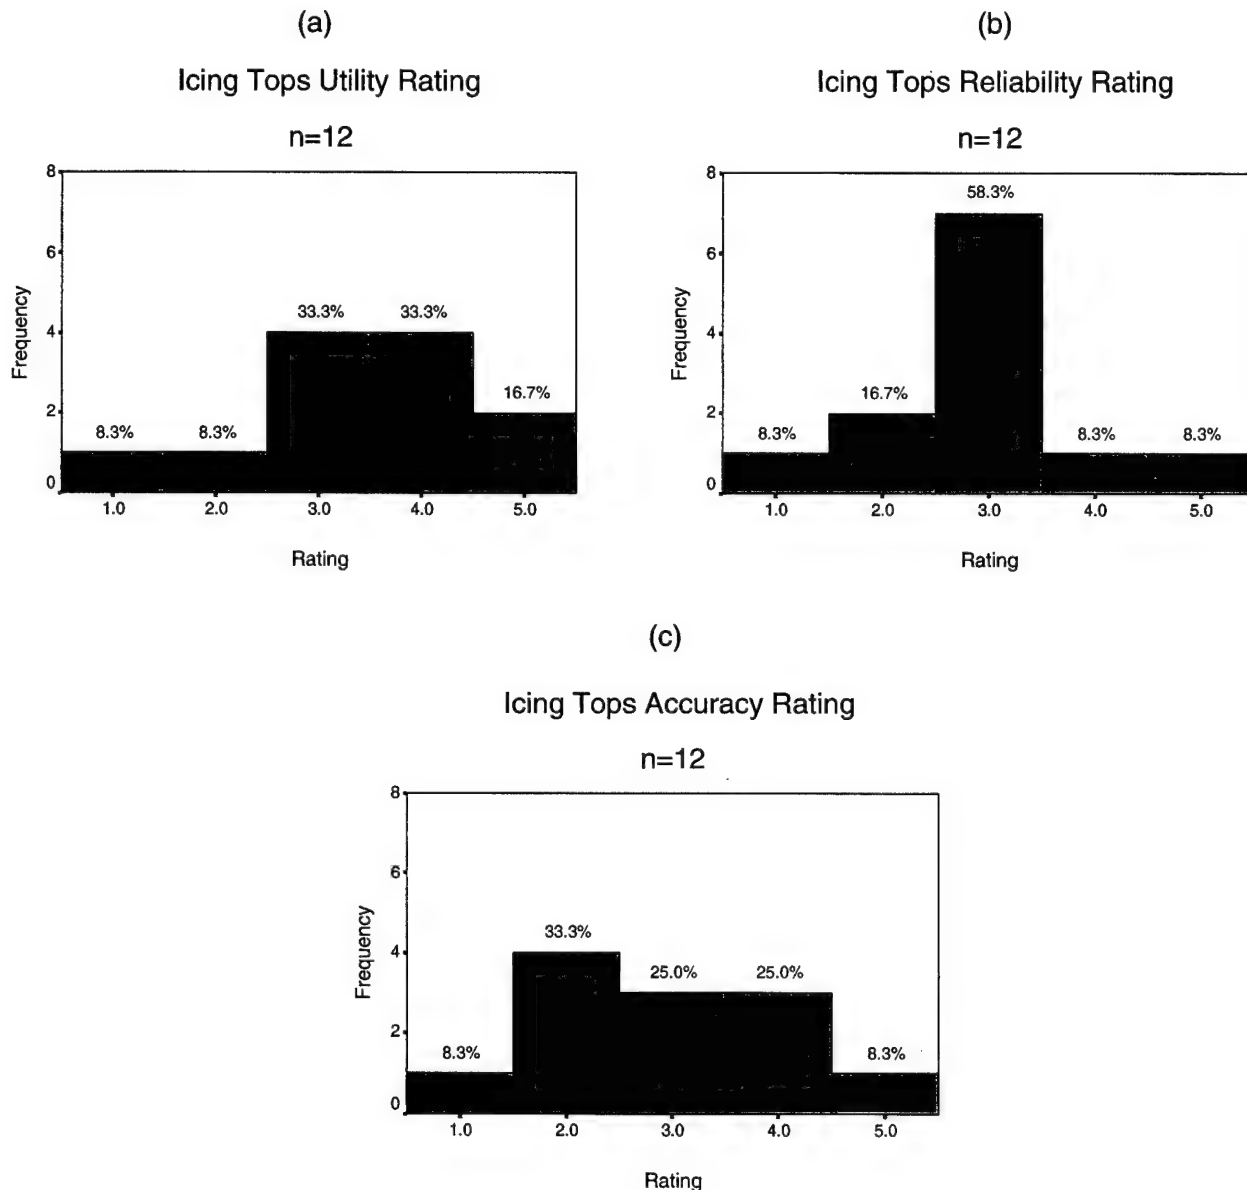 (a)
Icing Tops Utility Rating
n=12
8
6
4
2
0
Frequency
8.3%
8.3%
33.3%
33.3%
16.7%
1.0 2.0 3.0 4.0 5.0
Rating
(b)
Icing Tops Reliability Rating
n=12
8
6
4
2
0
Frequency
8.3%
16.7%
58.3%
8.3%
8.3%
1.0 2.0 3.0 4.0 5.0
Rating
(c)
Icing Tops Accuracy Rating
n=12
8
6
4
2
0
Frequency
8.3%
33.3%
25.0%
25.0%
8.3%
1.0 2.0 3.0 4.0 5.0
Rating